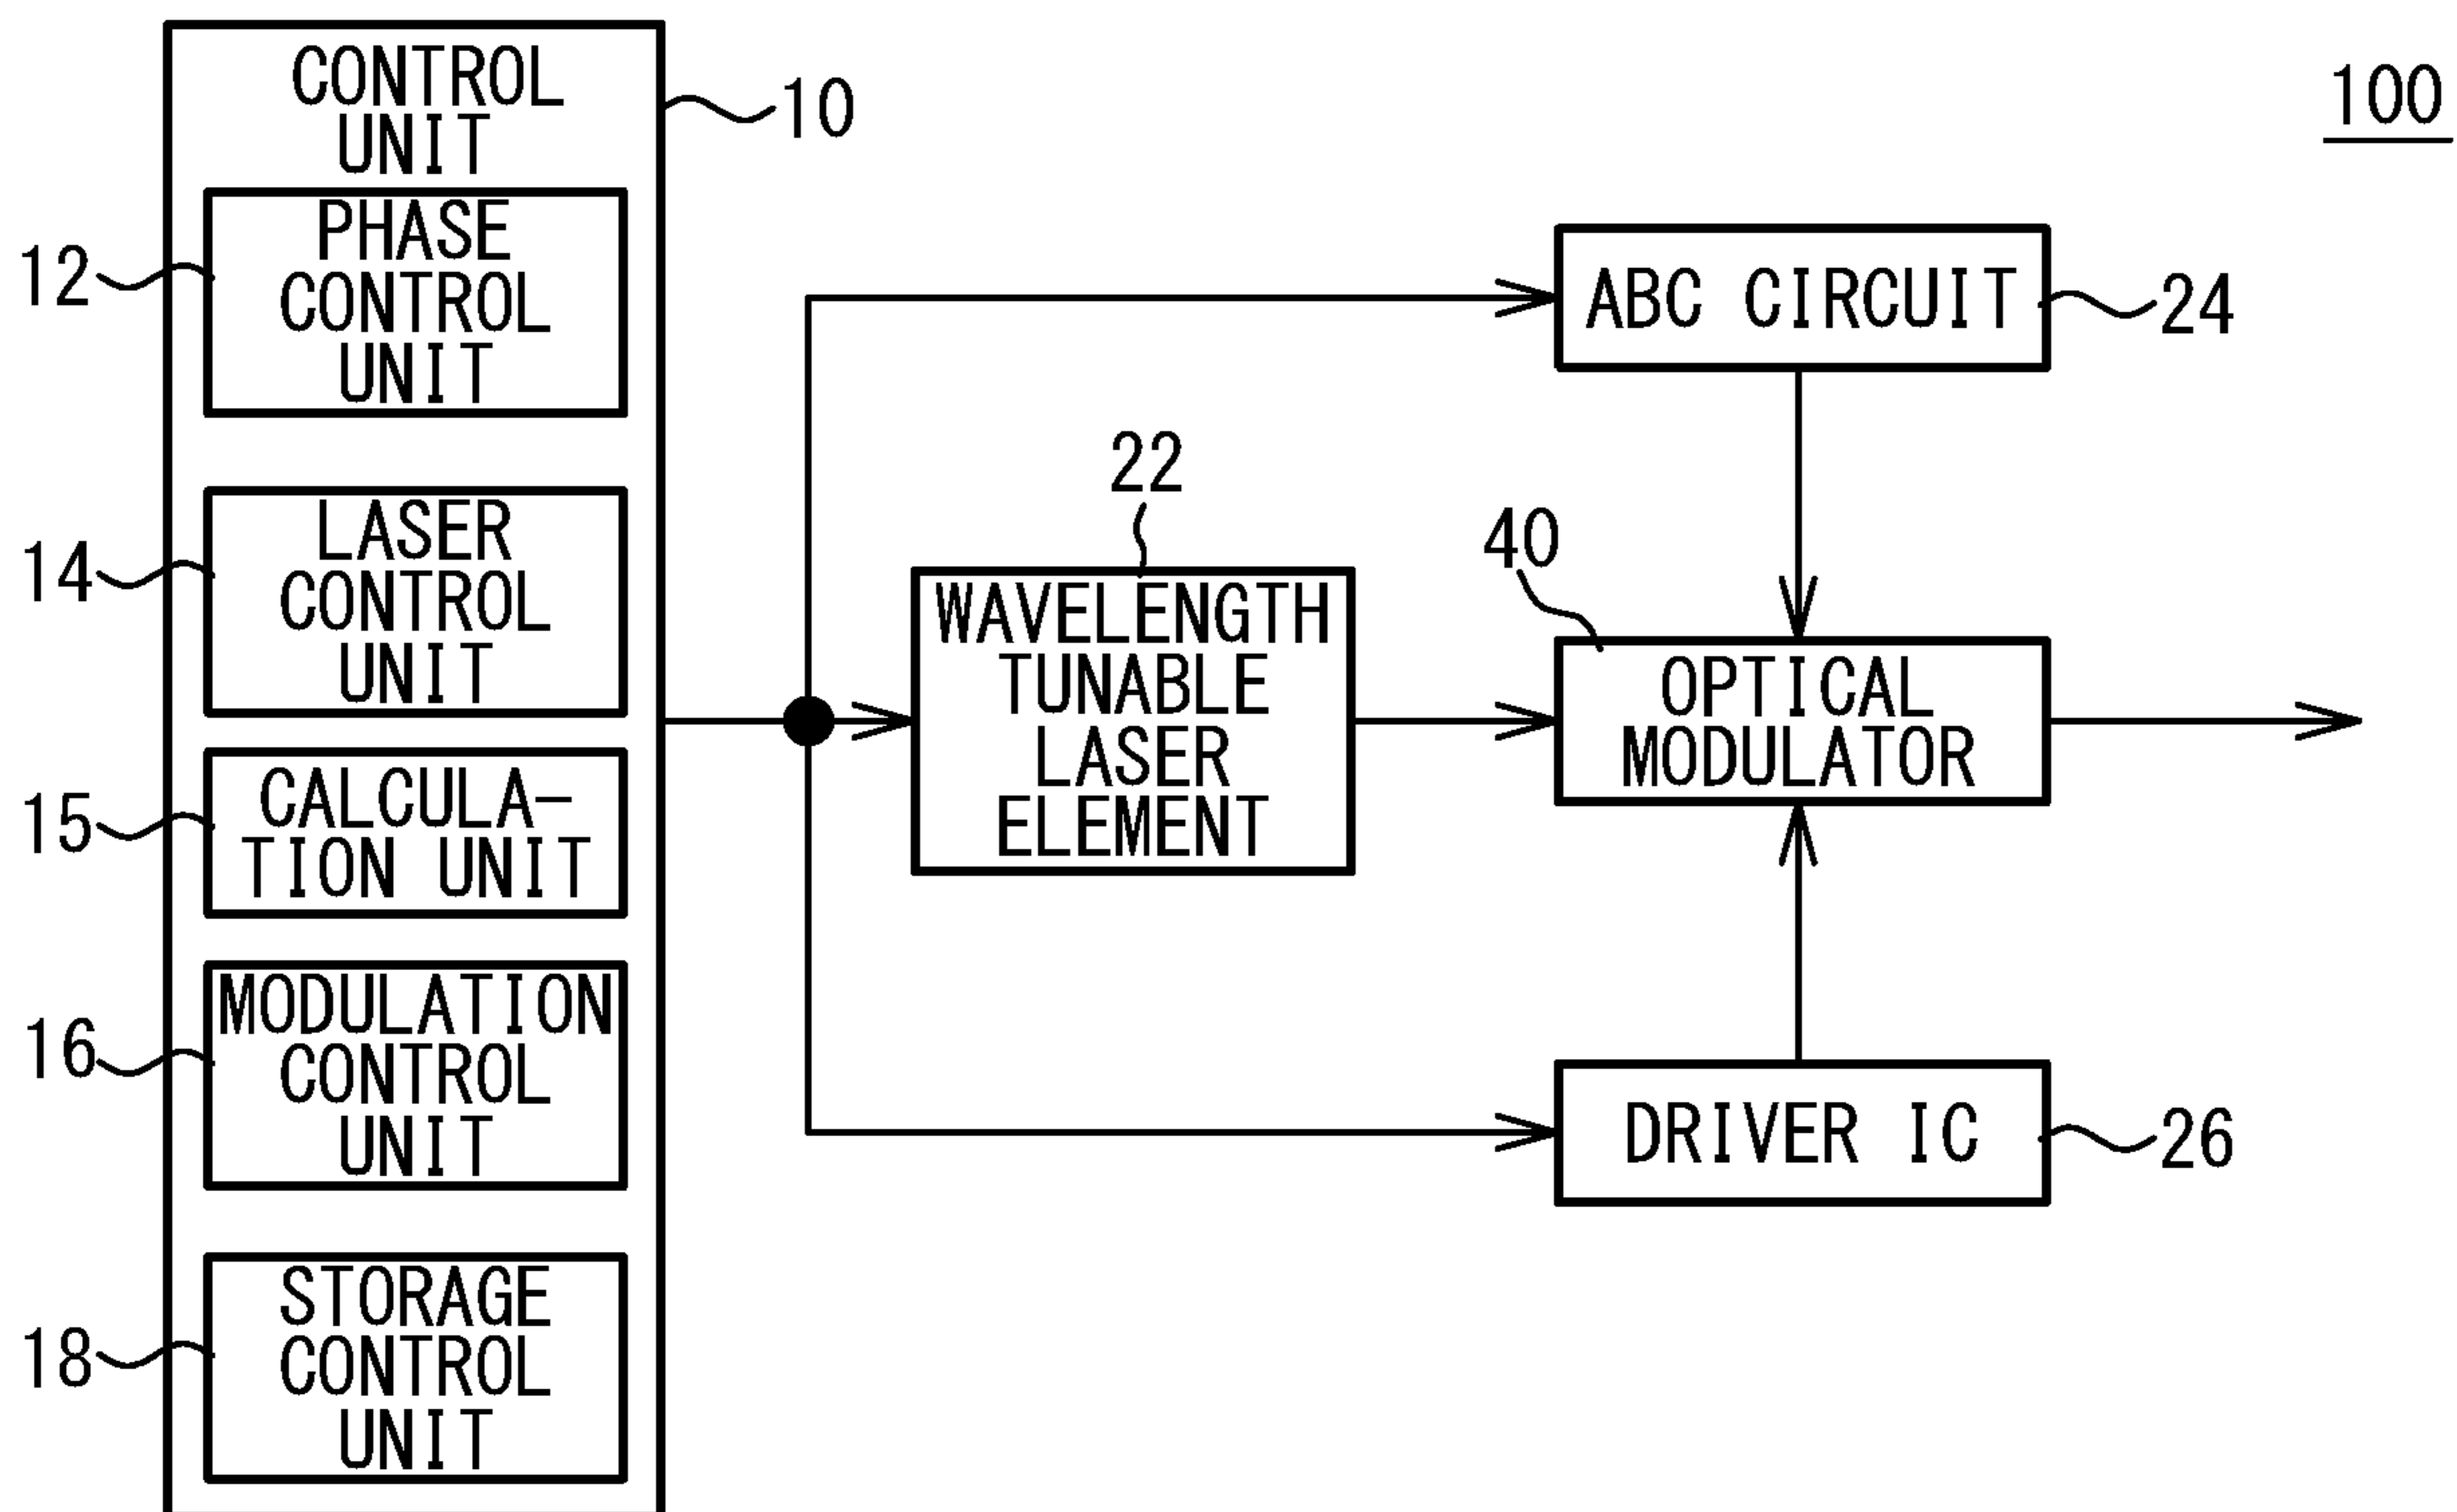 CONTROL
UNIT
10
100
PHASE
CONTROL
UNIT
12
ABC CIRCUIT
24
LASER
CONTROL
UNIT
14
22
WAVELENGTH
TUNABLE
LASER
ELEMENT
40
OPTICAL
MODULATOR
CALCULA-
TION UNIT
15
MODULATION
CONTROL
UNIT
16
DRIVER IC
26
STORAGE
CONTROL
UNIT
18